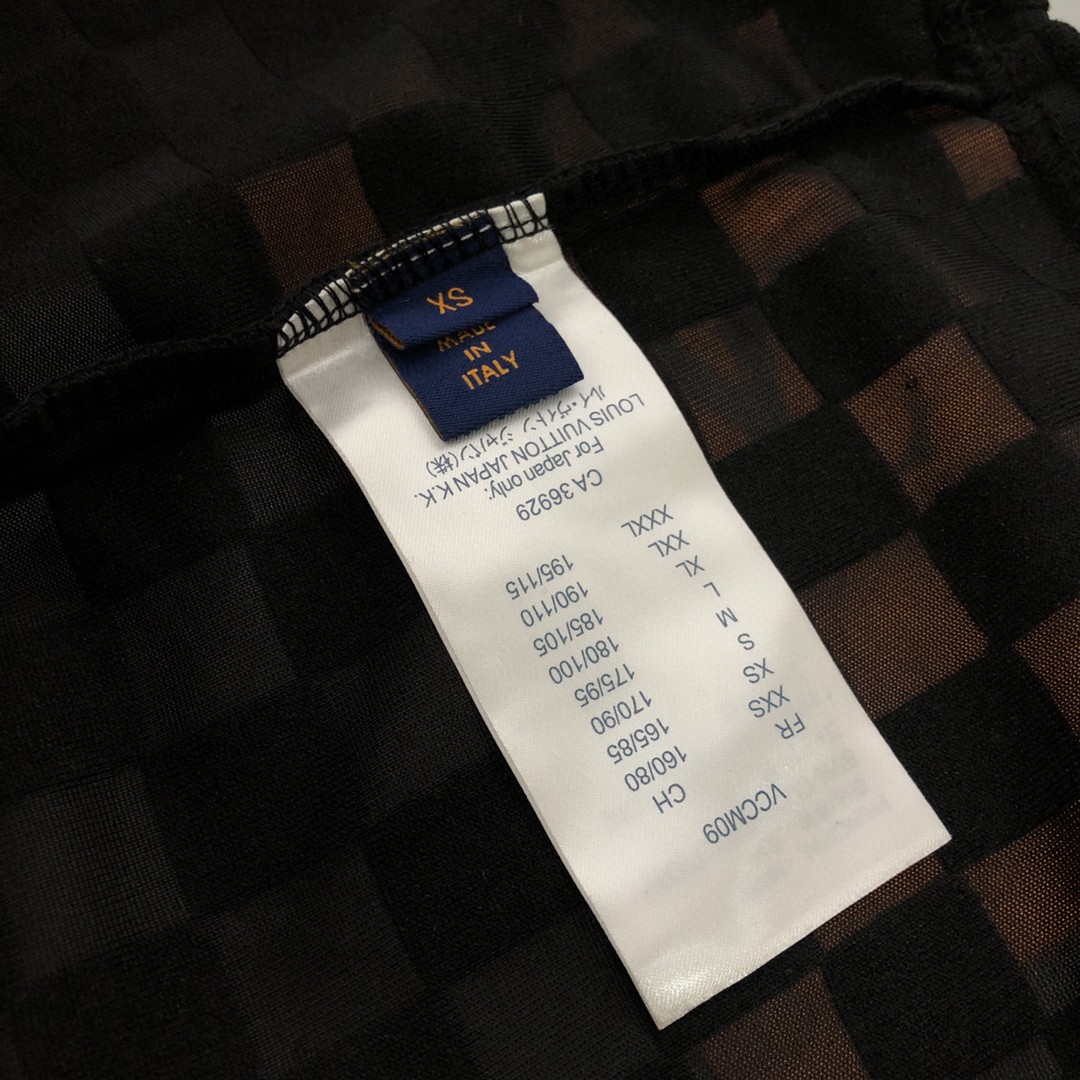 XS
MADE
IN
ITALY
VCCM09
FR CH
XXS 160/80
XS 165/85
S 170/90
M 175/95
L 180/100
XL 185/105
XXL 190/110
XXXL 195/115
CA 36929
For Japan only:
LOUIS VUITTON JAPAN K.K.
ルイ・ヴィトン ジャパン(株)